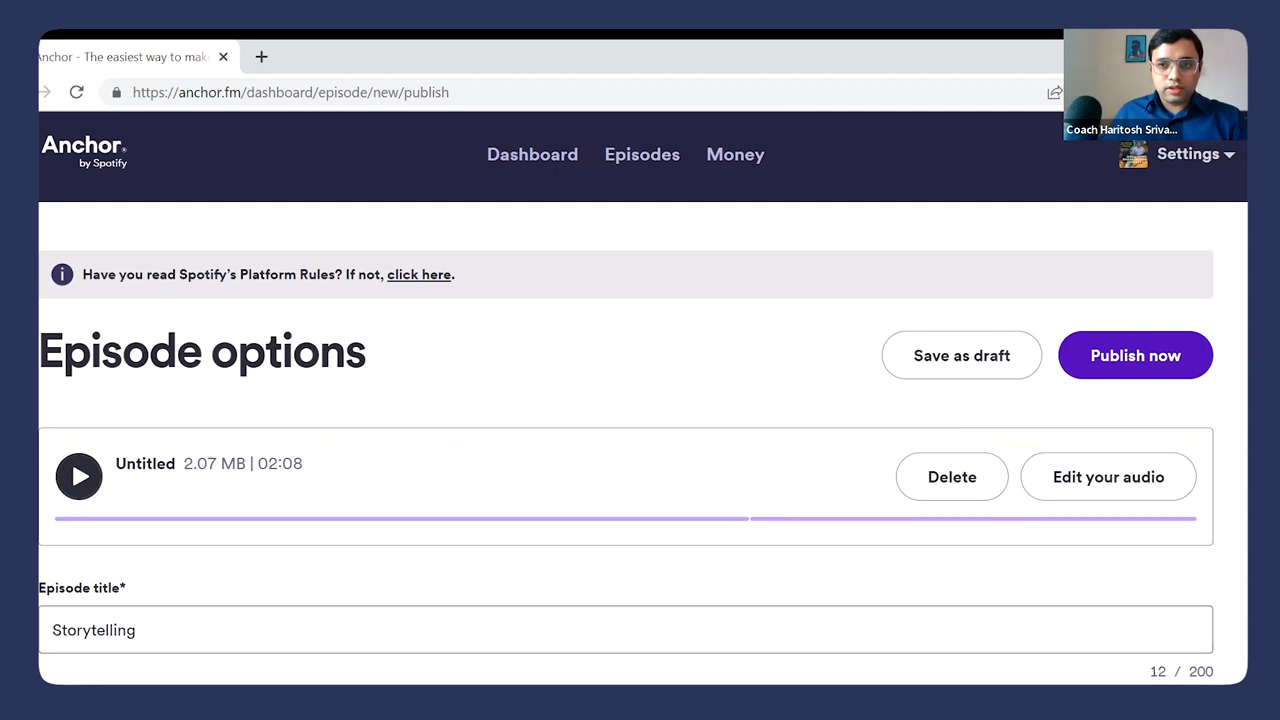 Anchor - The easiest way to mak
https://anchor.fm/dashboard/episode/new/publish
Coach Haritosh Sriva...
Anchor.
by Spotify
Dashboard
Episodes
Money
Settings
Have you read Spotify's Platform Rules? If not, click here.
Episode options
Save as draft
Publish now
Untitled 2.07 MB | 02:08
Delete
Edit your audio
Episode title*
Storytelling
12 / 200